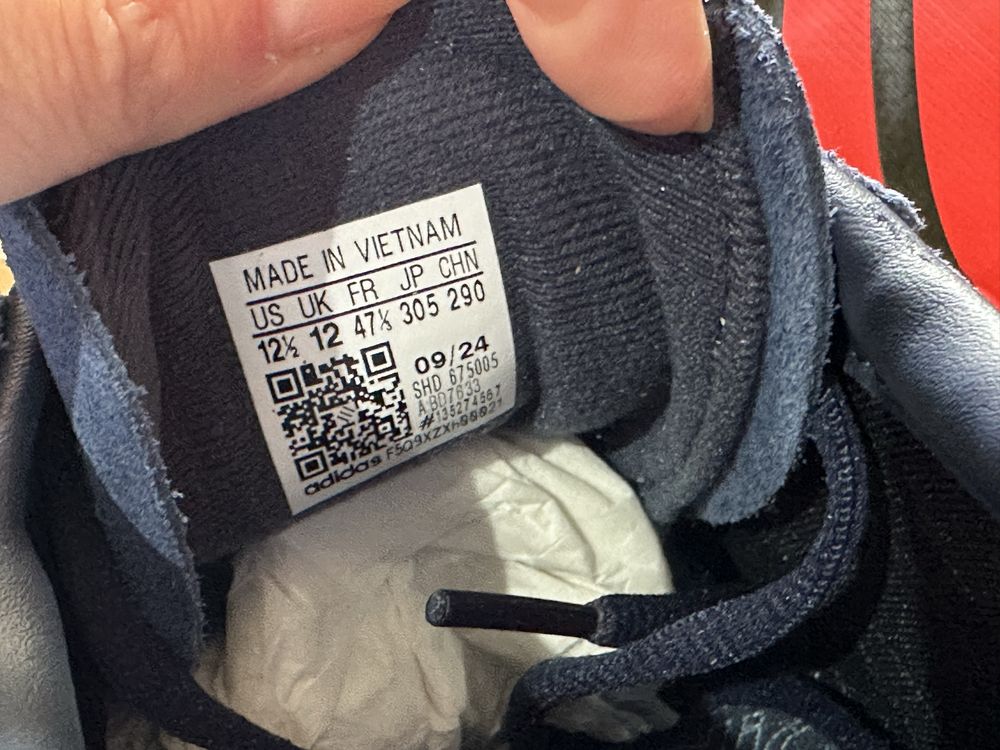 MADE IN VIETNAM
US UK FR JP CHN
12½ 12 47⅓ 305 290
09/24
SHD 675005
#135274567
adidas